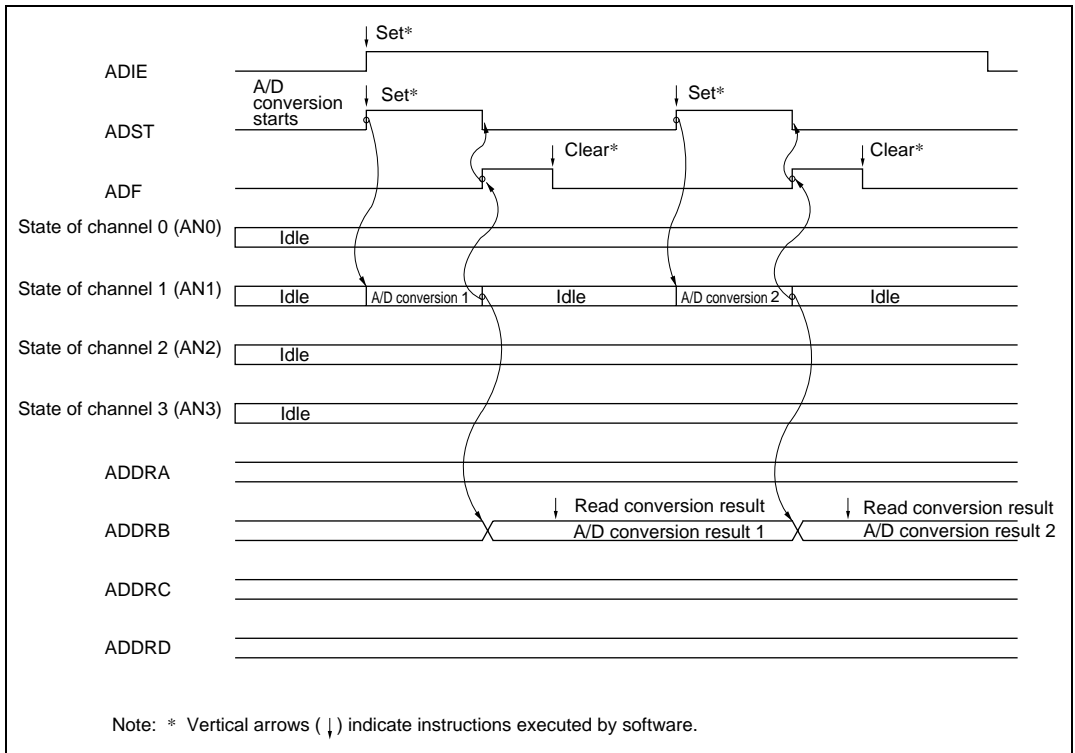 Set*
ADIE
A/D
conversion
starts
Set*
Set*
ADST
Clear*
Clear*
ADF
State of channel 0 (AN0)
Idle
State of channel 1 (AN1)
Idle
A/D conversion 1
Idle
A/D conversion 2
Idle
State of channel 2 (AN2)
Idle
State of channel 3 (AN3)
Idle
ADDRA
Read conversion result
Read conversion result
ADDRB
A/D conversion result 1
A/D conversion result 2
ADDRC
ADDRD
Note: * Vertical arrows (↓) indicate instructions executed by software.